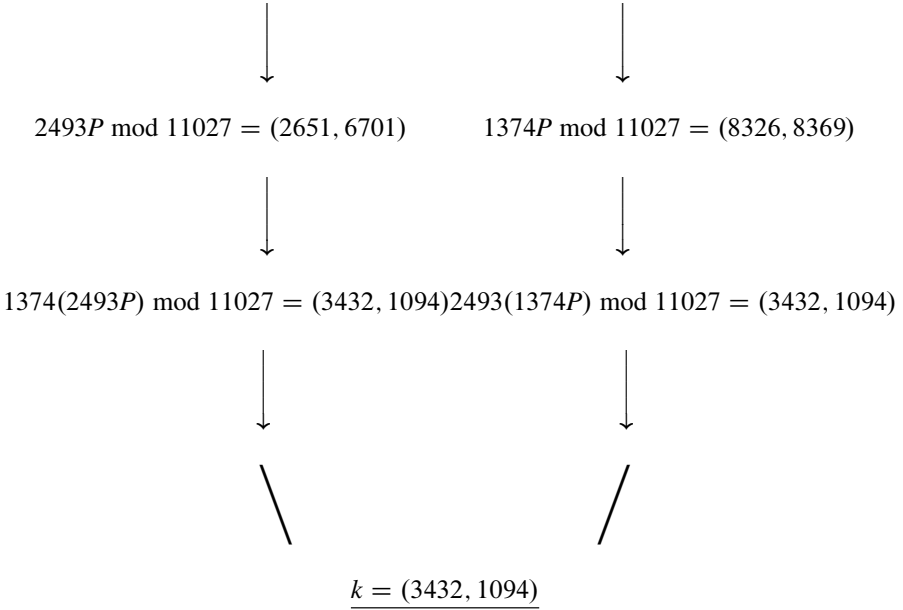 2493P mod 11027 = (2651, 6701) 1374P mod 11027 = (8326, 8369)
1374(2493P) mod 11027 = (3432, 1094)2493(1374P) mod 11027 = (3432, 1094)
k = (3432, 1094)